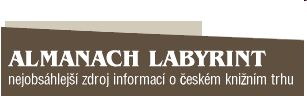 ALMANACH LABYRINT
nejobsáhlejší zdroj informací o českém knižním trhu